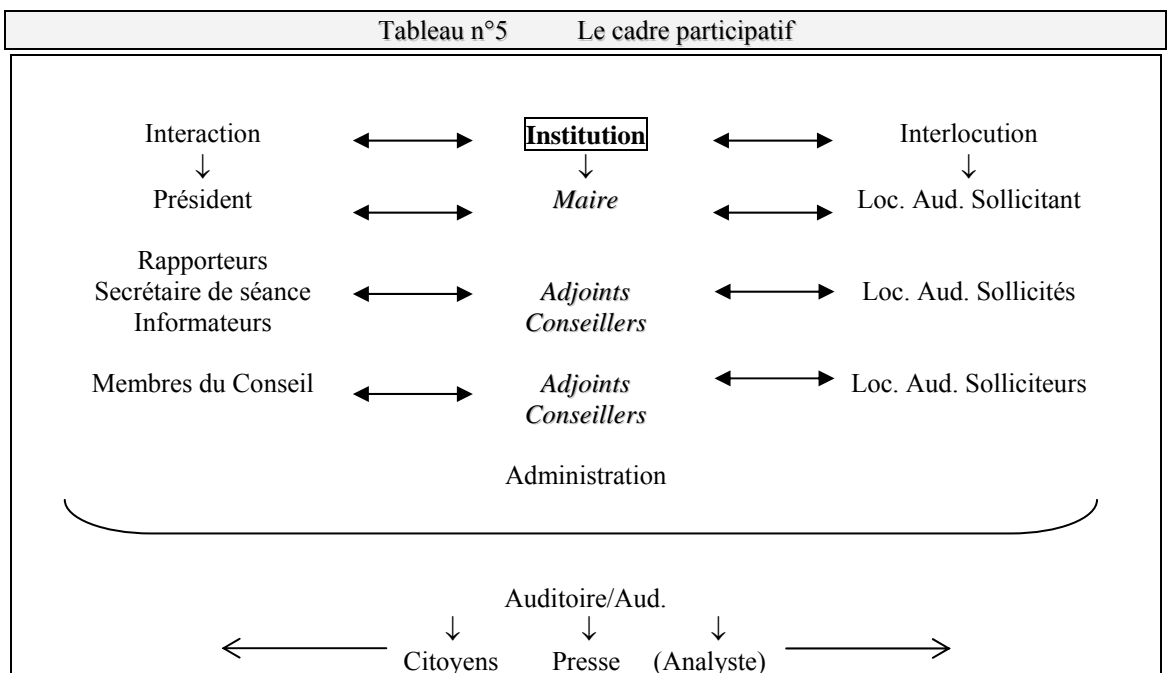 Tableau n°5 Le cadre participatif
Interaction Institution Interlocution
Président Maire Loc. Aud. Sollicitant
Rapporteurs
Secrétaire de séance Adjoints Loc. Aud. Sollicités
Informateurs Conseillers
Membres du Conseil Adjoints Loc. Aud. Solliciteurs
Conseillers
Administration
Auditoire/Aud.
Citoyens Presse (Analyste)